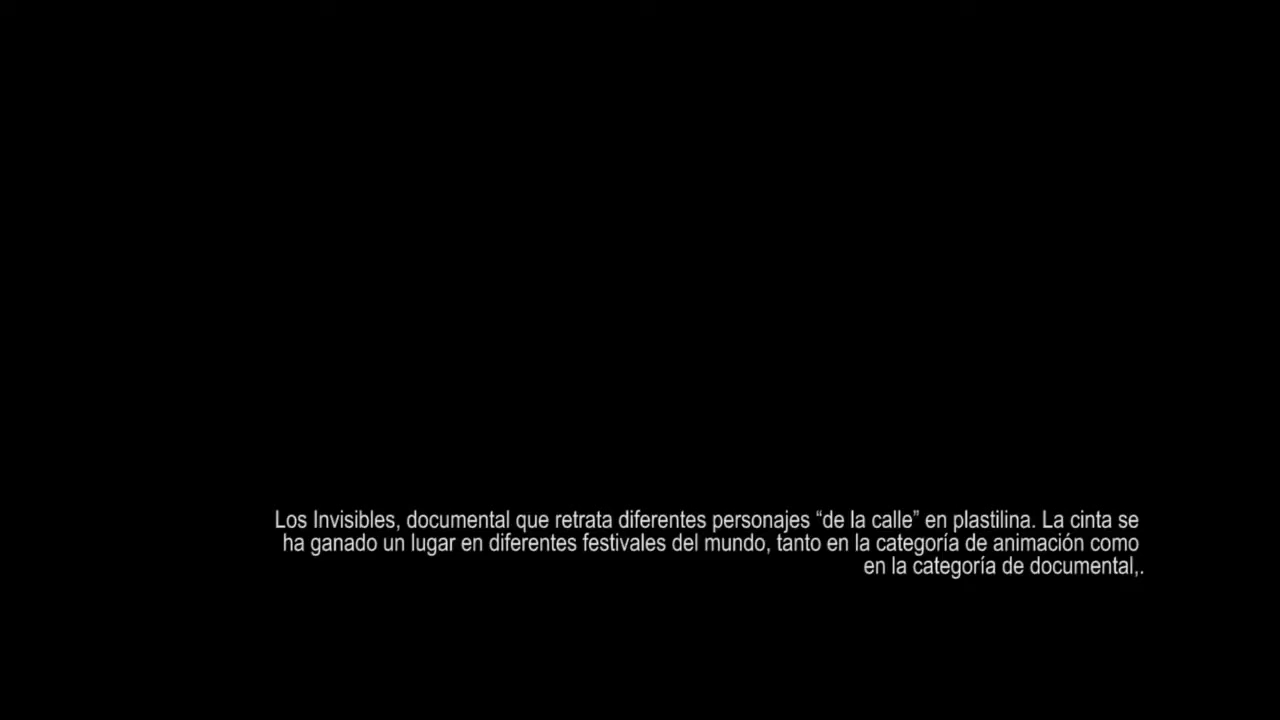 Los Invisibles, documental que retrata diferentes personajes “de la calle” en plastilina. La cinta se
ha ganado un lugar en diferentes festivales del mundo, tanto en la categoría de animación como
en la categoría de documental,.